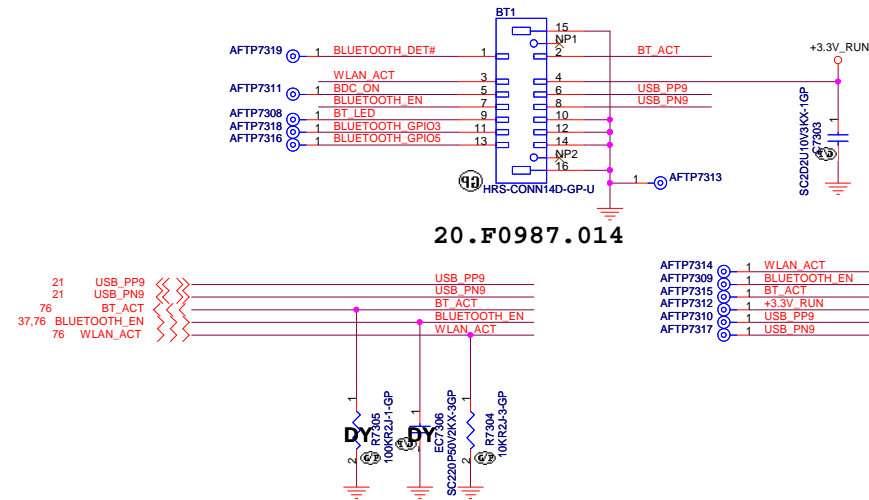 BT1
15
NP1
AFTP7319 1 BLUETOOTH_DET# 1 2 BT_ACT
+3.3V_RUN
WLAN_ACT 3 4
AFTP7311 1 BDC_ON 5 6 USB_PP9
BLUETOOTH_EN 7 8 USB_PN9
AFTP7308 1 BT_LED 9 10
AFTP7318 1 BLUETOOTH_GPIO3 11 12
AFTP7316 1 BLUETOOTH_GPIO5 13 14
NP2
16
1 AFTP7313
HRS-CONN14D-GP-U
20.F0987.014
SC2D2U10V3KX-1GP
C7303
1
2
GP
21 USB_PP9 USB_PP9
21 USB_PN9 USB_PN9
76 BT_ACT BT_ACT
37,76 BLUETOOTH_EN BLUETOOTH_EN
76 WLAN_ACT WLAN_ACT
AFTP7314 1 WLAN_ACT
AFTP7309 1 BLUETOOTH_EN
AFTP7315 1 BT_ACT
AFTP7312 1 +3.3V_RUN
AFTP7310 1 USB_PP9
AFTP7317 1 USB_PN9
1
DY
R7305
100KR2J-1-GP
2
GP
1
DY
EC7306
SC220P50V2KX-3GP
2
1
R7304
10KR2J-3-GP
2
GP